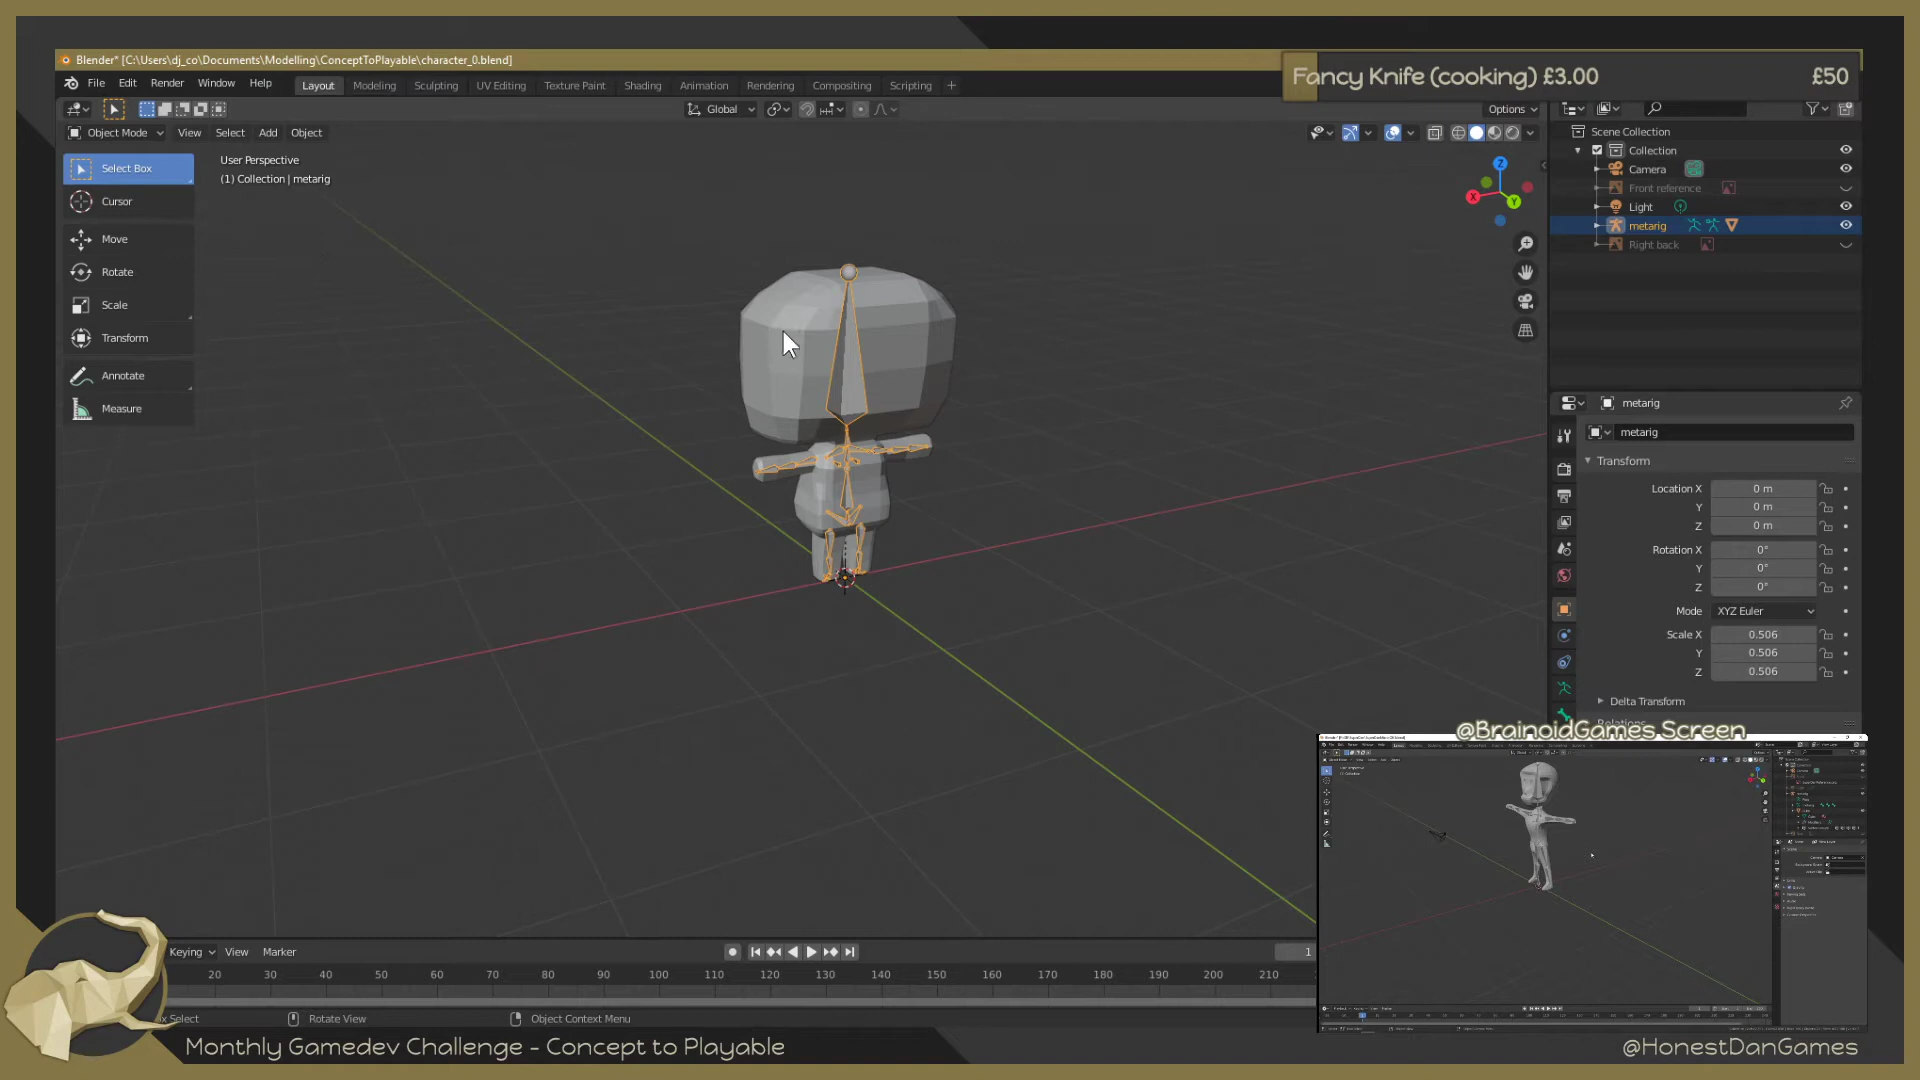 Blender* [C:\Users\dj_co\Documents\Modelling\ConceptToPlayable\character_0.blend]
Fancy Knife (cooking) £3.00 £50
File Edit Render Window Help Layout Modeling Sculpting UV Editing Texture Paint Shading Animation Rendering Compositing Scripting +
Global Options
Object Mode View Select Add Object
Scene Collection
Collection
Camera
Front reference
Light
metarig
Right back
Select Box
Cursor
Move
Rotate
Scale
Transform
Annotate
Measure
User Perspective
(1) Collection | metarig
Z
X
Y
metarig
metarig
Transform
Location X 0 m
Y 0 m
Z 0 m
Rotation X 0°
Y 0°
Z 0°
Mode XYZ Euler
Scale X 0.506
Y 0.506
Z 0.506
Delta Transform
Relations
@BrainoidGames Screen
Keying View Marker 1
20 30 40 50 60 70 80 90 100 110 120 130 140 150 160 170 180 190 200 210
Select Rotate View Object Context Menu
Monthly Gamedev Challenge - Concept to Playable
@HonestDanGames